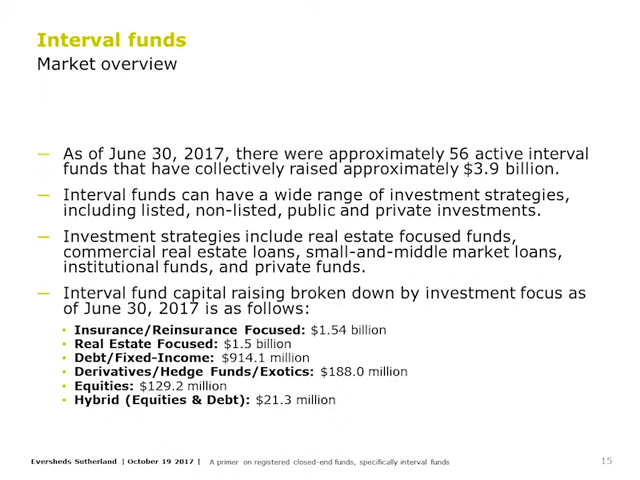 Interval funds
Market overview
— As of June 30, 2017, there were approximately 56 active interval
funds that have collectively raised approximately $3.9 billion.
— Interval funds can have a wide range of investment strategies,
including listed, non-listed, public and private investments.
— Investment strategies include real estate focused funds,
commercial real estate loans, small-and-middle market loans,
institutional funds, and private funds.
— Interval fund capital raising broken down by investment focus as
of June 30, 2017 is as follows:
• Insurance/Reinsurance Focused: $1.54 billion
• Real Estate Focused: $1.5 billion
• Debt/Fixed-Income: $914.1 million
• Derivatives/Hedge Funds/Exotics: $188.0 million
• Equities: $129.2 million
• Hybrid (Equities & Debt): $21.3 million
Eversheds Sutherland | October 19 2017 | A primer on registered closed-end funds, specifically interval funds 15